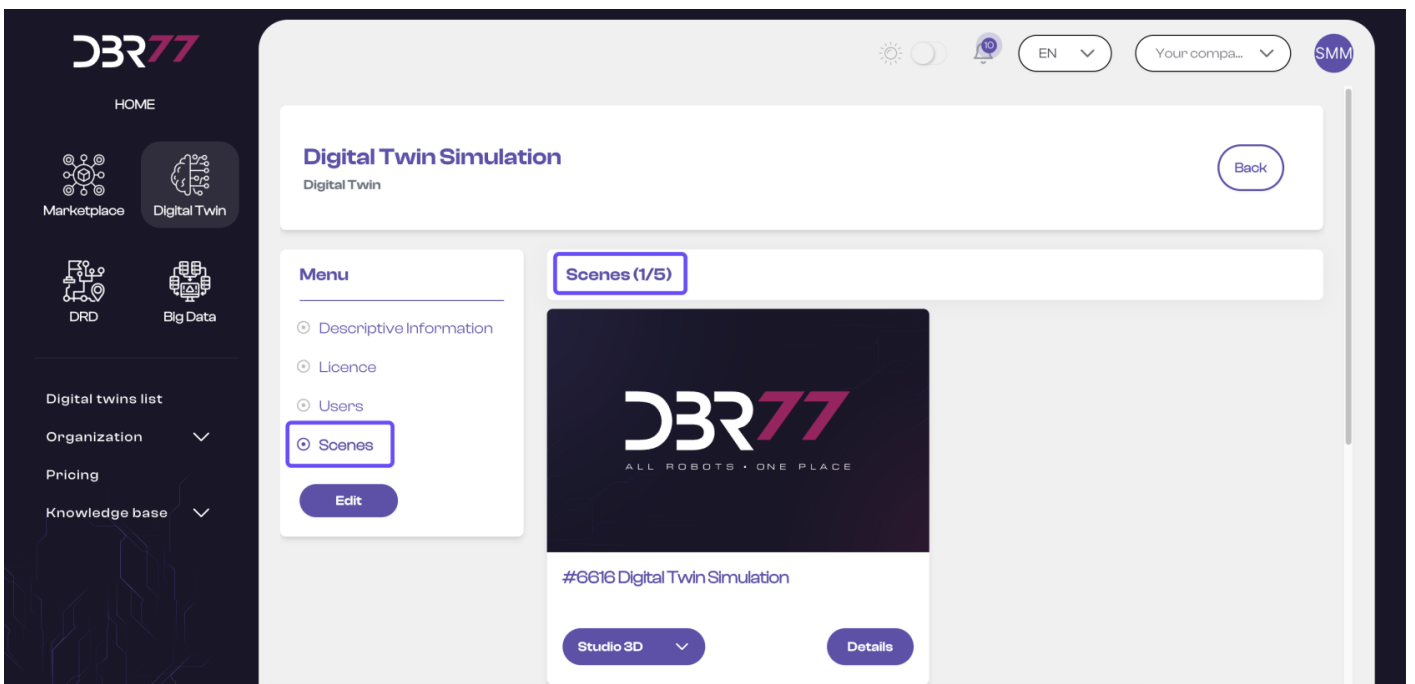 DBR77
HOME
Marketplace
Digital Twin
DRD
Big Data
Digital twins list
Organization
Pricing
Knowledge base
10
EN
Your compa...
SMM
Digital Twin Simulation
Digital Twin
Back
Menu
Descriptive Information
Licence
Users
Scenes
Edit
Scenes (1/5)
DBR77
ALL ROBOTS • ONE PLACE
#6616 Digital Twin Simulation
Studio 3D
Details